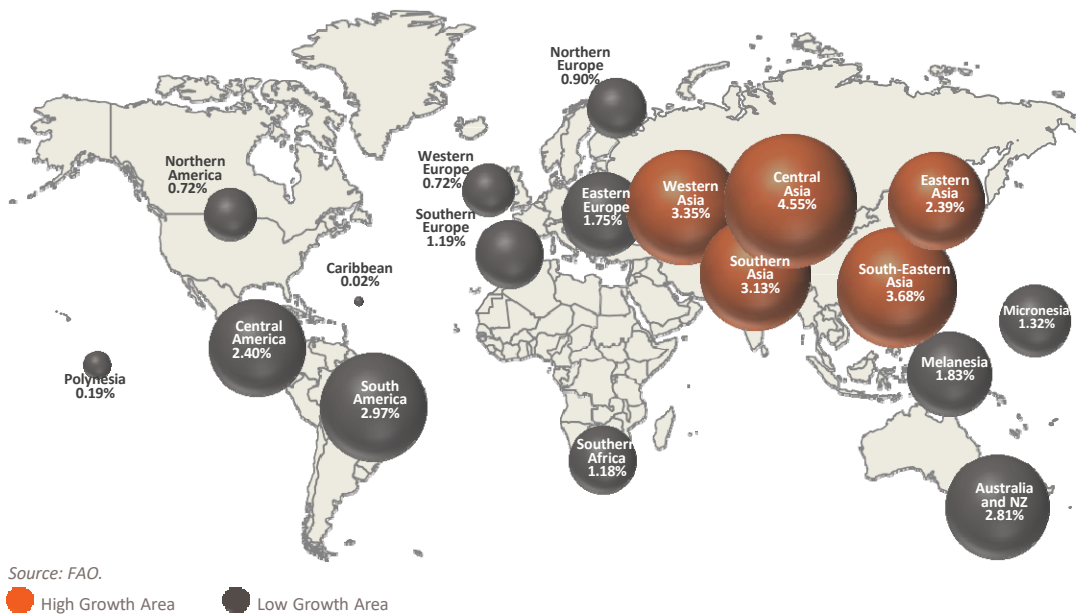 Northern
Europe
0.90%
Northern
America
0.72%
Western
Europe
0.72%
Southern
Europe
1.19%
Eastern
Europe
1.75%
Western
Asia
3.35%
Central
Asia
4.55%
Eastern
Asia
2.39%
Southern
Asia
3.13%
South-Eastern
Asia
3.68%
Caribbean
0.02%
Micronesia
1.32%
Central
America
2.40%
Polynesia
0.19%
South
America
2.97%
Melanesia
1.83%
Southern
Africa
1.18%
Australia
and NZ
2.81%
Source: FAO.
High Growth Area
Low Growth Area